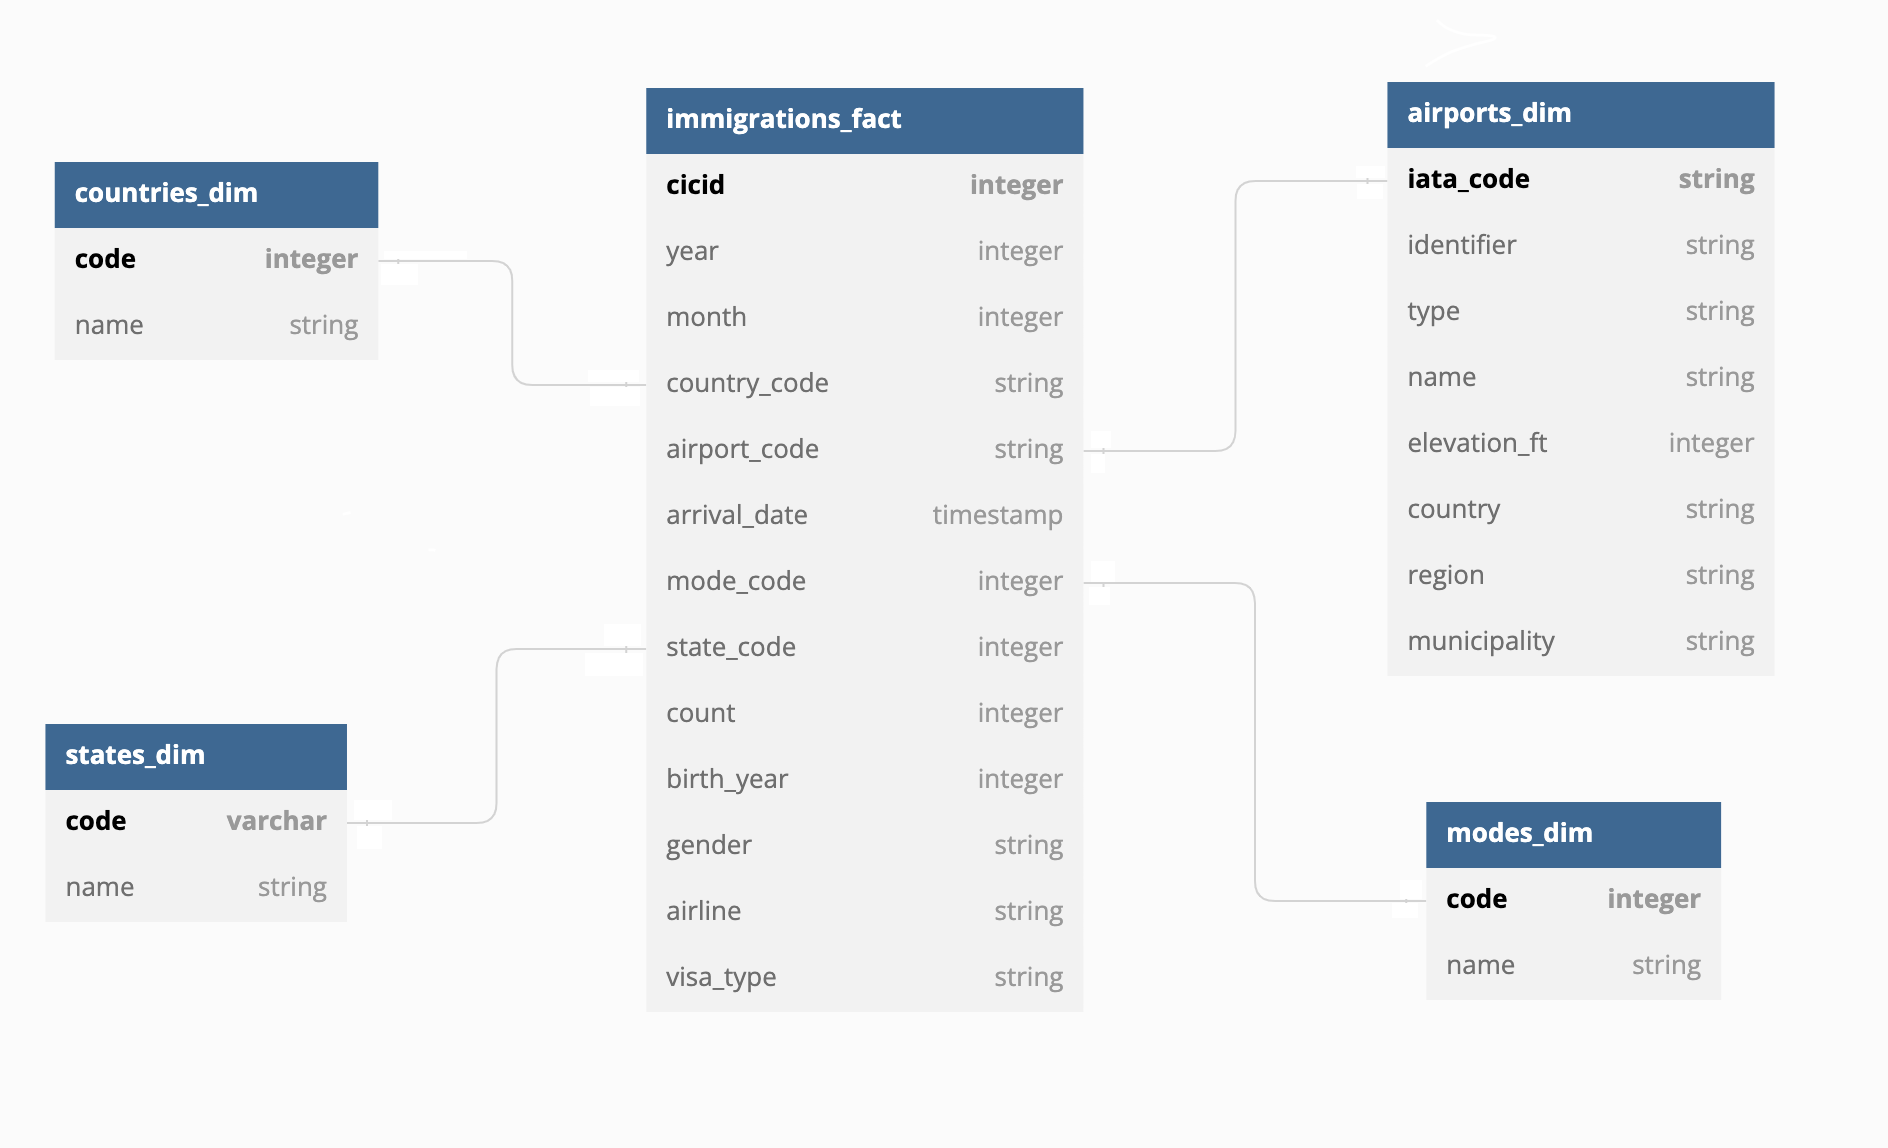 countries_dim
code integer
name string
states_dim
code varchar
name string
immigrations_fact
cicid integer
year integer
month integer
country_code string
airport_code string
arrival_date timestamp
mode_code integer
state_code integer
count integer
birth_year integer
gender string
airline string
visa_type string
airports_dim
iata_code string
identifier string
type string
name string
elevation_ft integer
country string
region string
municipality string
modes_dim
code integer
name string